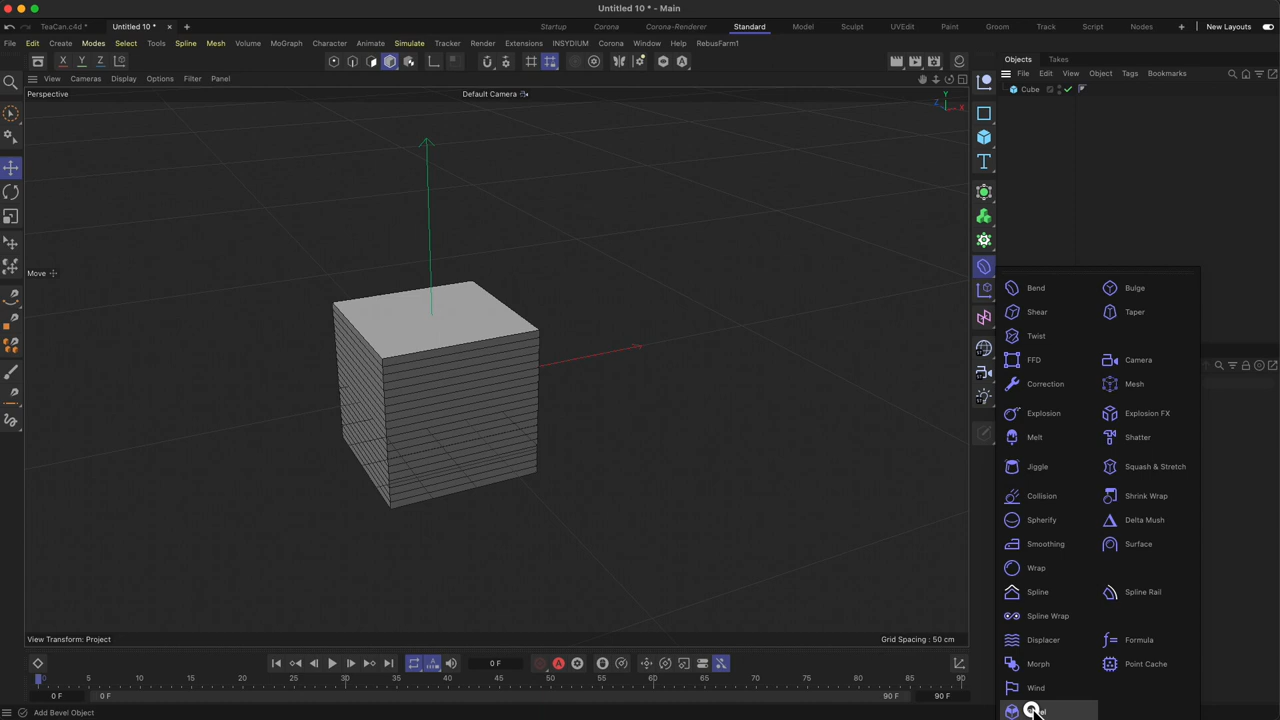 Untitled 10 * - Main
TeaCan.c4d *
Untitled 10 *
Startup
Corona
Corona-Renderer
Standard
Model
Sculpt
UVEdit
Paint
Groom
Track
Script
Nodes
New Layouts
File
Edit
Create
Modes
Select
Tools
Spline
Mesh
Volume
MoGraph
Character
Animate
Simulate
Tracker
Render
Extensions
INSYDIUM
Corona
Window
Help
RebusFarm1
X
Y
Z
Objects
Takes
View
Cameras
Display
Options
Filter
Panel
File
Edit
View
Object
Tags
Bookmarks
Perspective
Default Camera
Y
Z
X
Cube
Move
Bend
Bulge
Shear
Taper
Twist
FFD
Camera
Correction
Mesh
Explosion
Explosion FX
Melt
Shatter
Jiggle
Squash & Stretch
Collision
Shrink Wrap
Spherify
Delta Mush
Smoothing
Surface
Wrap
Spline
Spline Rail
Spline Wrap
Displacer
Formula
Morph
Point Cache
Wind
View Transform: Project
Grid Spacing : 50 cm
0 F
0 5 10 15 20 25 30 35 40 45 50 55 60 65 70 75 80 85 90
0 F
0 F
90 F
90 F
Add Bevel Object